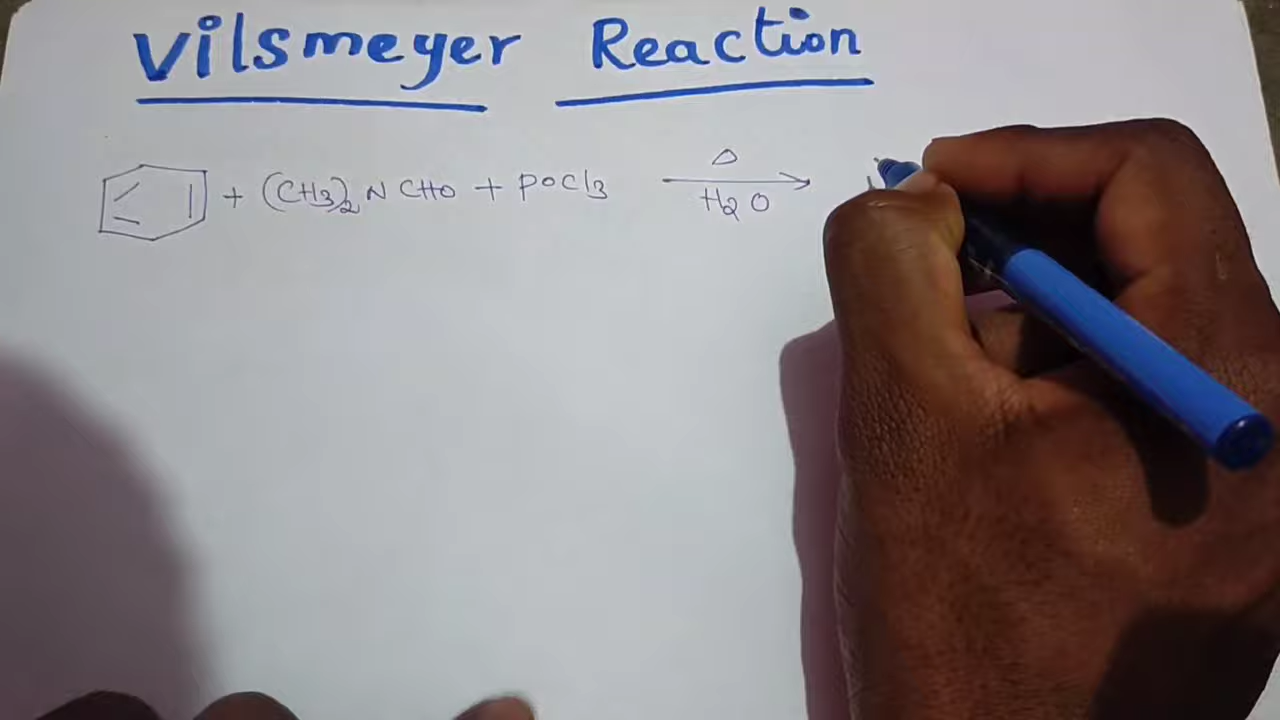 Vilsmeyer Reaction
+ (CH3)2 N CHO + POCl3 Δ
H2O